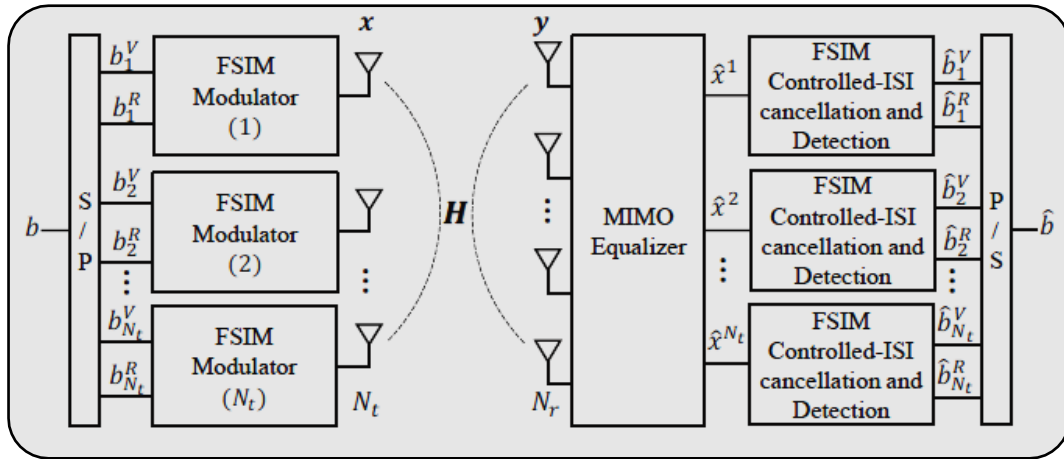 b
S
/
P
b_1^V
b_1^R
b_2^V
b_2^R
⋮
b_{N_t}^V
b_{N_t}^R
FSIM
Modulator
(1)
FSIM
Modulator
(2)
FSIM
Modulator
(N_t)
x
⋮
N_t
H
y
⋮
N_r
MIMO
Equalizer
x̂^1
x̂^2
⋮
x̂^{N_t}
FSIM
Controlled-ISI
cancellation and
Detection
FSIM
Controlled-ISI
cancellation and
Detection
FSIM
Controlled-ISI
cancellation and
Detection
b̂_1^V
b̂_1^R
b̂_2^V
b̂_2^R
⋮
b̂_{N_t}^V
b̂_{N_t}^R
P
/
S
b̂